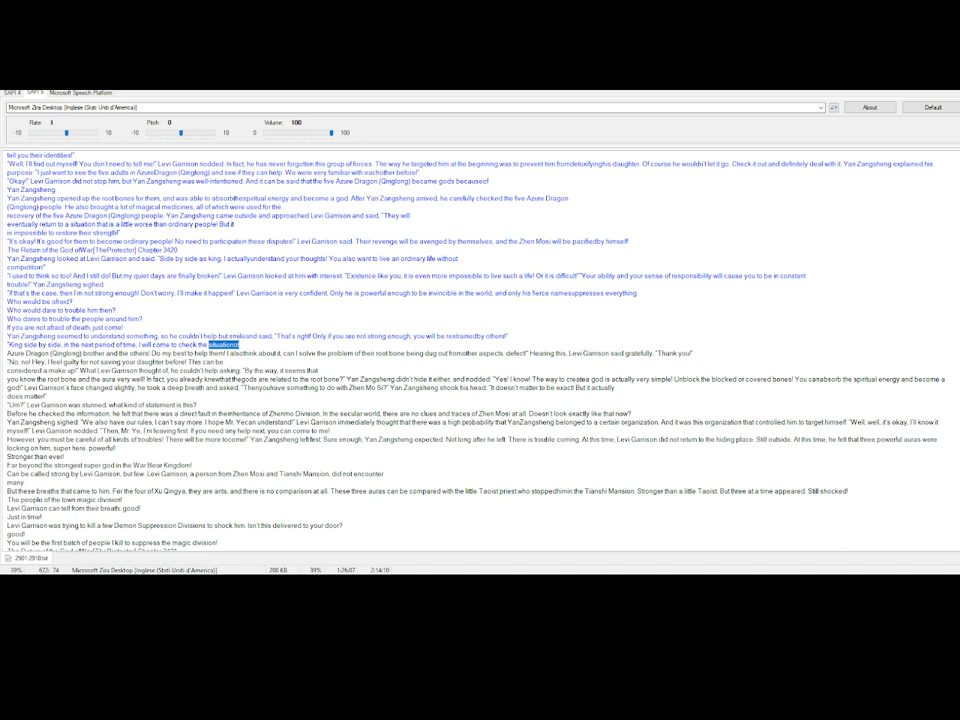 SAPI 4 SAPI 5 Microsoft Speech Platform
Microsoft Zira Desktop [Inglese (Stati Uniti d'America)]
About
Default
Rate: 1 Pitch: 0 Volume: 100
-10 10 -10 10 0 100
tell you their identities!"
"Well, I'll find out myself! You don't need to tell me!" Levi Garrison nodded. In fact, he has never forgotten this group of forces. The way he targeted him at the beginning was to prevent him fromdetoxifyinghis daughter. Of course he wouldn't let it go. Check it out and definitely deal with it. Yan Zangsheng explained his
purpose. "I just want to see the five adults in AzureDragon (Qinglong) and see if they can help. We were very familiar with eachother before!"
"Okay!" Levi Garrison did not stop him, but Yan Zangsheng was well-intentioned. And it can be said that the five Azure Dragon (Qinglong) became gods becauseof
Yan Zangsheng.
Yan Zangsheng opened up the root bones for them, and was able to absorbthespiritual energy and become a god. After Yan Zangsheng arrived, he carefully checked the five Azure Dragon
(Qinglong) people. He also brought a lot of magical medicines, all of which were used for the
recovery of the five Azure Dragon (Qinglong) people. Yan Zangsheng came outside and approached Levi Garrison and said, "They will
eventually return to a situation that is a little worse than ordinary people! But it
is impossible to restore their strength!"
"It's okay! It's good for them to become ordinary people! No need to participatein these disputes!" Levi Garrison said. Their revenge will be avenged by themselves, and the Zhen Mosi will be pacifiedby himself!
The Return of the God ofWar[TheProtector] Chapter 3420
Yan Zangsheng looked at Levi Garrison and said, "Side by side as king, I actuallyunderstand your thoughts! You also want to live an ordinary life without
competition!"
"I used to think so too! And I still do! But my quiet days are finally broken!" Levi Garrison looked at him with interest. "Existence like you, it is even more impossible to live such a life! Or it is difficult!" "Your ability and your sense of responsibility will cause you to be in constant
trouble!" Yan Zangsheng sighed.
"If that's the case, then I'm not strong enough! Don't worry, I'll make it happen!" Levi Garrison is very confident. Only he is powerful enough to be invincible in the world, and only his fierce namesuppresses everything.
Who would be afraid?
Who would dare to trouble him then?
Who dares to trouble the people around him?
If you are not afraid of death, just come!
Yan Zangsheng seemed to understand something, so he couldn't help but smileand said, "That's right! Only if you are not strong enough, you will be restrainedby others!"
"King side by side, in the next period of time, I will come to check the situationof
Azure Dragon (Qinglong) brother and the others! Do my best to help them! I alsothink about it, can I solve the problem of their root bone being dug out fromother aspects. defect!" Hearing this, Levi Garrison said gratefully, "Thank you!"
"No, no! Hey, I feel guilty for not saving your daughter before! This can be
considered a make up!" What Levi Garrison thought of, he couldn't help asking: "By the way, it seems that
you know the root bone and the aura very well! In fact, you already knewthat thegods are related to the root bone?" Yan Zangsheng didn't hide it either, and nodded: "Yes! I know! The way to createa god is actually very simple! Unblock the blocked or covered bones! You canabsorb the spiritual energy and become a
god!" Levi Garrison's face changed slightly, he took a deep breath and asked, "Thenyouhave something to do with Zhen Mo Si?" Yan Zangsheng shook his head: "It doesn't matter to be exact! But it actually
does matter!"
"Um?" Levi Garrison was stunned, what kind of statement is this?
Before he checked the information, he felt that there was a direct fault in theinheritance of Zhenmo Division. In the secular world, there are no clues and traces of Zhen Mosi at all. Doesn't look exactly like that now?
Yan Zangsheng sighed: "We also have our rules, I can't say more. I hope Mr. Yecan understand!" Levi Garrison immediately thought that there was a high probability that YanZangsheng belonged to a certain organization. And it was this organization that controlled him to target himself. "Well, well, it's okay. I'll know it
myself!" Levi Garrison nodded. "Then, Mr. Ye, I'm leaving first. If you need any help next, you can come to me!
However, you must be careful of all kinds of troubles! There will be more tocome!" Yan Zangsheng left first. Sure enough, Yan Zangsheng expected. Not long after he left. There is trouble coming. At this time, Levi Garrison did not return to the hiding place. Still outside. At this time, he felt that three powerful auras were
locking on him, super here. powerful!
Stronger than ever!
Far beyond the strongest super god in the War Bear Kingdom!
Can be called strong by Levi Garrison, but few. Levi Garrison, a person from Zhen Mosi and Tianshi Mansion, did not encounter
many.
But these breaths that came to him. For the four of Xu Qingya, they are ants, and there is no comparison at all. These three auras can be compared with the little Taoist priest who stoppedhimin the Tianshi Mansion. Stronger than a little Taoist. But three at a time appeared. Still shocked!
The people of the town magic division!
Levi Garrison can tell from their breath, good!
Just in time!
Levi Garrison was trying to kill a few Demon Suppression Divisions to shock him. Isn't this delivered to your door?
good!
You will be the first batch of people I kill to suppress the magic division!
The Return of the God ofWar[TheProtector] Chapter 3421
2901-2910.txt
39% 672: 74 Microsoft Zira Desktop [Inglese (Stati Uniti d'America)] 200 KB 39% 1:26:07 2:14:10